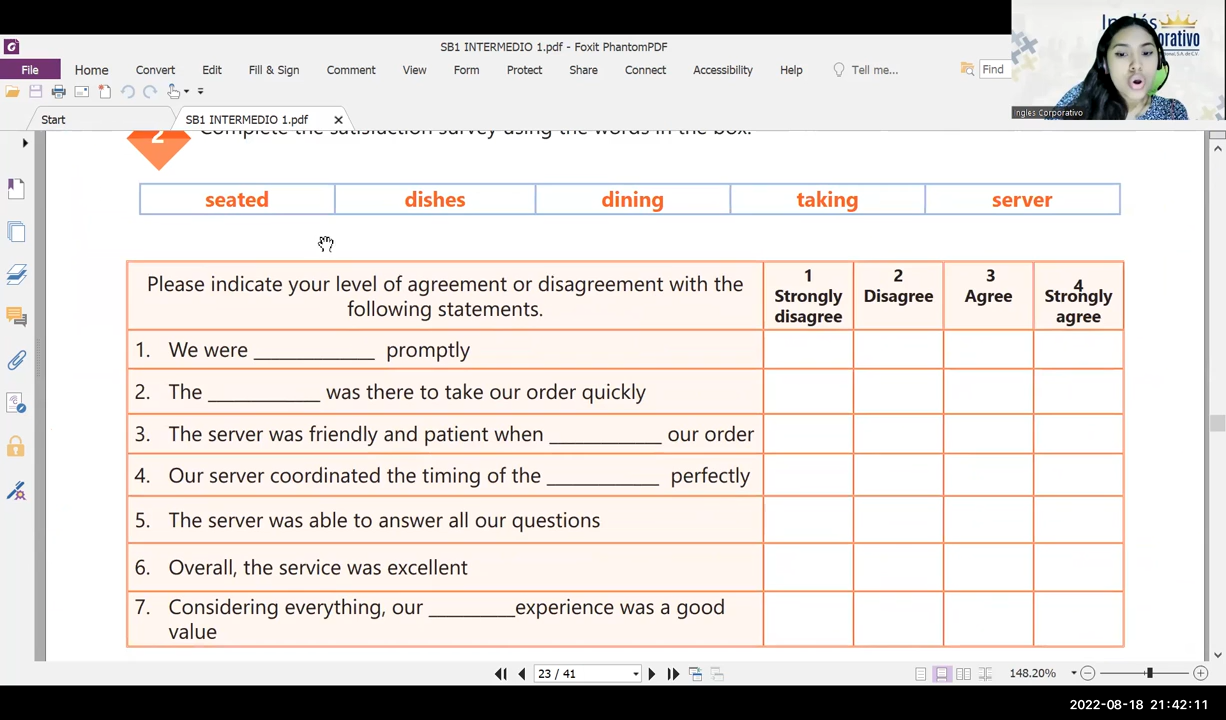 SB1 INTERMEDIO 1.pdf - Foxit PhantomPDF
File Home Convert Edit Fill & Sign Comment View Form Protect Share Connect Accessibility Help Tell me... Find
Start SB1 INTERMEDIO 1.pdf
Inglés Corporativo
2 Complete the satisfaction survey using the words in the box.
seated dishes dining taking server
Please indicate your level of agreement or disagreement with the
following statements.
1
Strongly
disagree
2
Disagree
3
Agree
4
Strongly
agree
1. We were ____________ promptly
2. The ___________ was there to take our order quickly
3. The server was friendly and patient when ___________ our order
4. Our server coordinated the timing of the ___________ perfectly
5. The server was able to answer all our questions
6. Overall, the service was excellent
7. Considering everything, our _________experience was a good
value
23 / 41
148.20%
2022-08-18 21:42:11